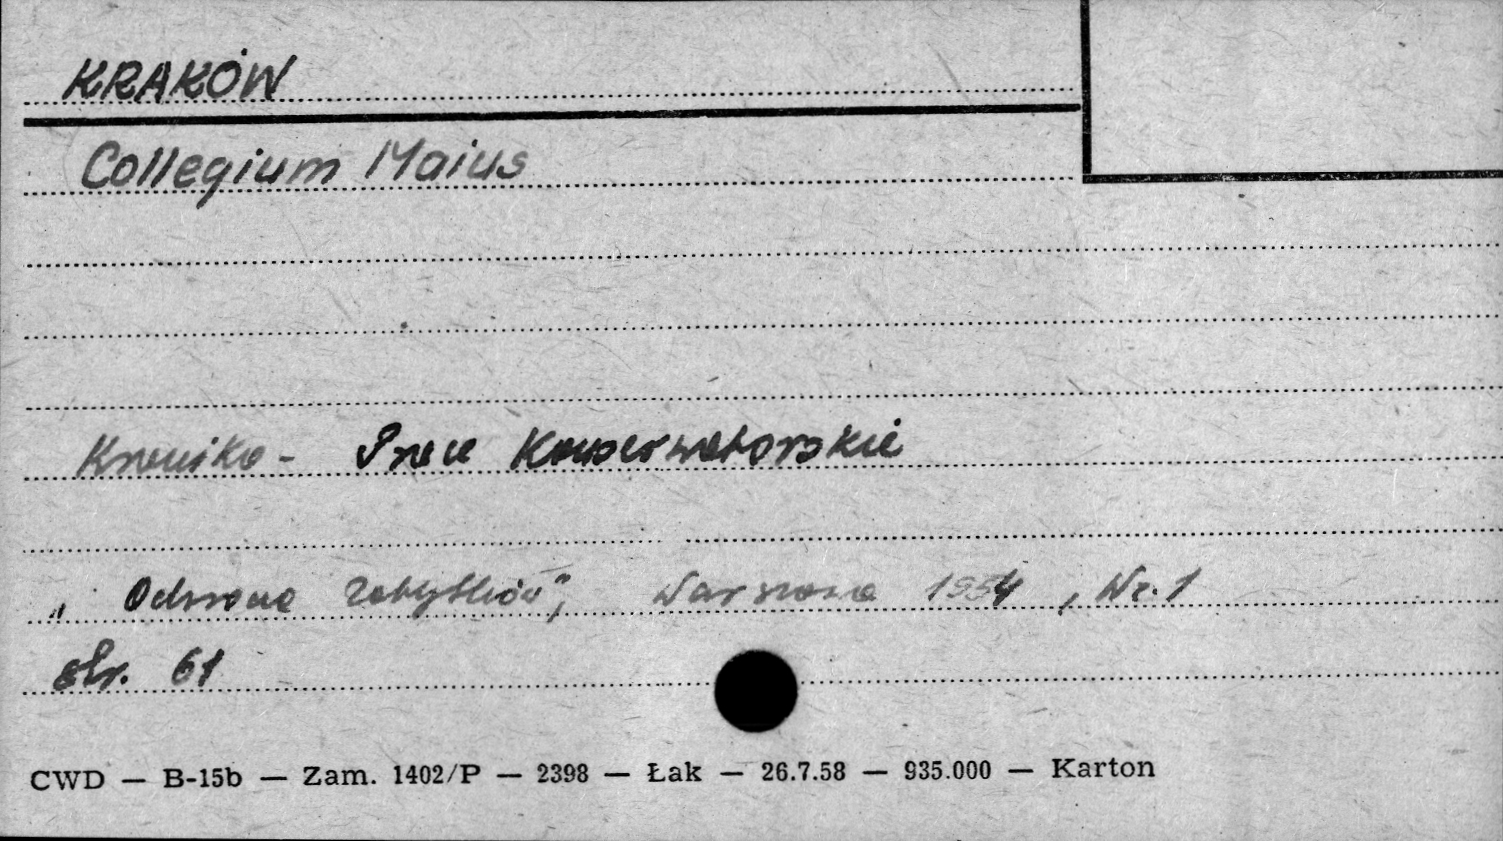 KRAKÓW
Collegium Maius
Kronika - Prace Konserwatorskie
„Ochrona Zabytków", Warszawa 1954, Nr. 1
str. 61
CWD — B-15b — Zam. 1402/P — 2398 — Łak — 26.7.58 — 935.000 — Karton